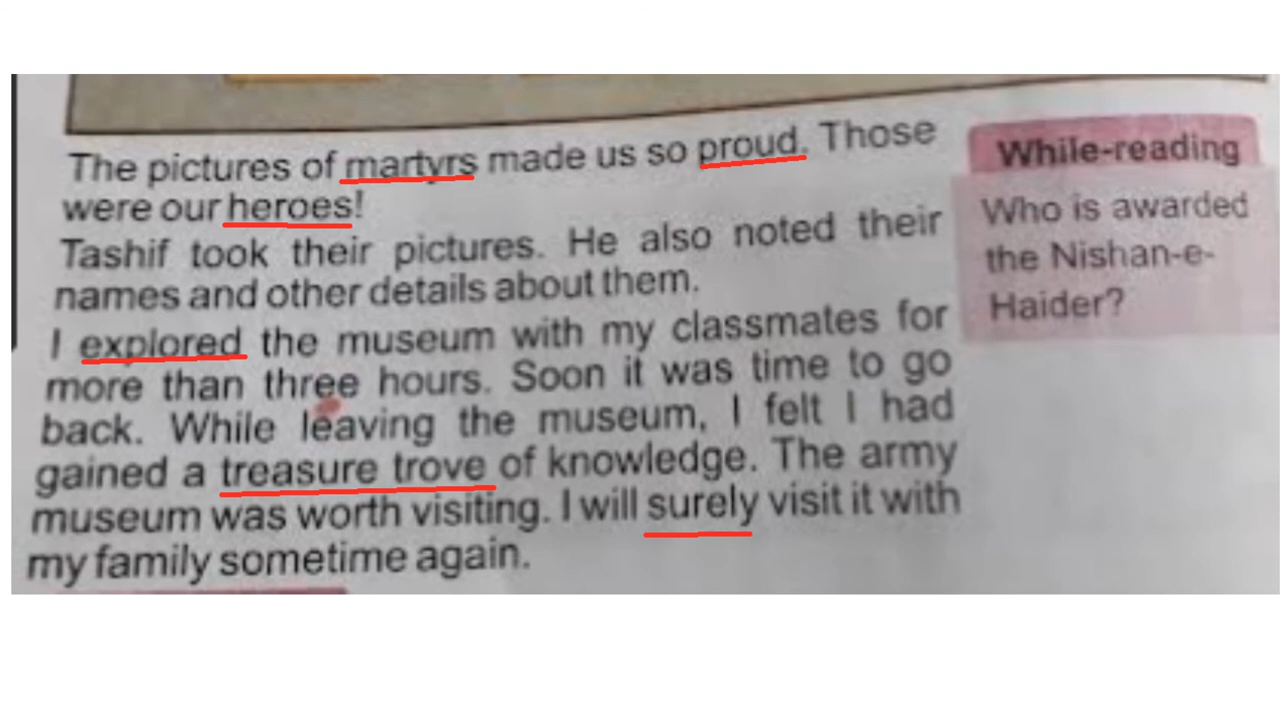 The pictures of martyrs made us so proud. Those
were our heroes!
Tashif took their pictures. He also noted their
names and other details about them.
I explored the museum with my classmates for
more than three hours. Soon it was time to go
back. While leaving the museum, I felt I had
gained a treasure trove of knowledge. The army
museum was worth visiting. I will surely visit it with
my family sometime again.
While-reading
Who is awarded
the Nishan-e-
Haider?